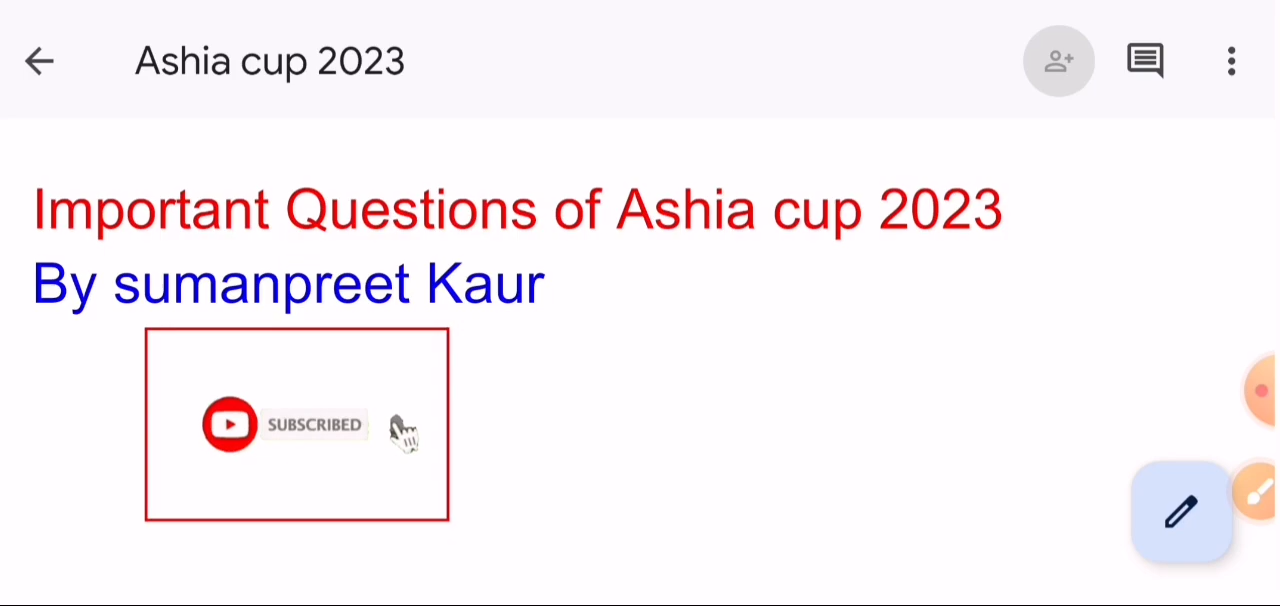 Ashia cup 2023
Important Questions of Ashia cup 2023
By sumanpreet Kaur
SUBSCRIBED